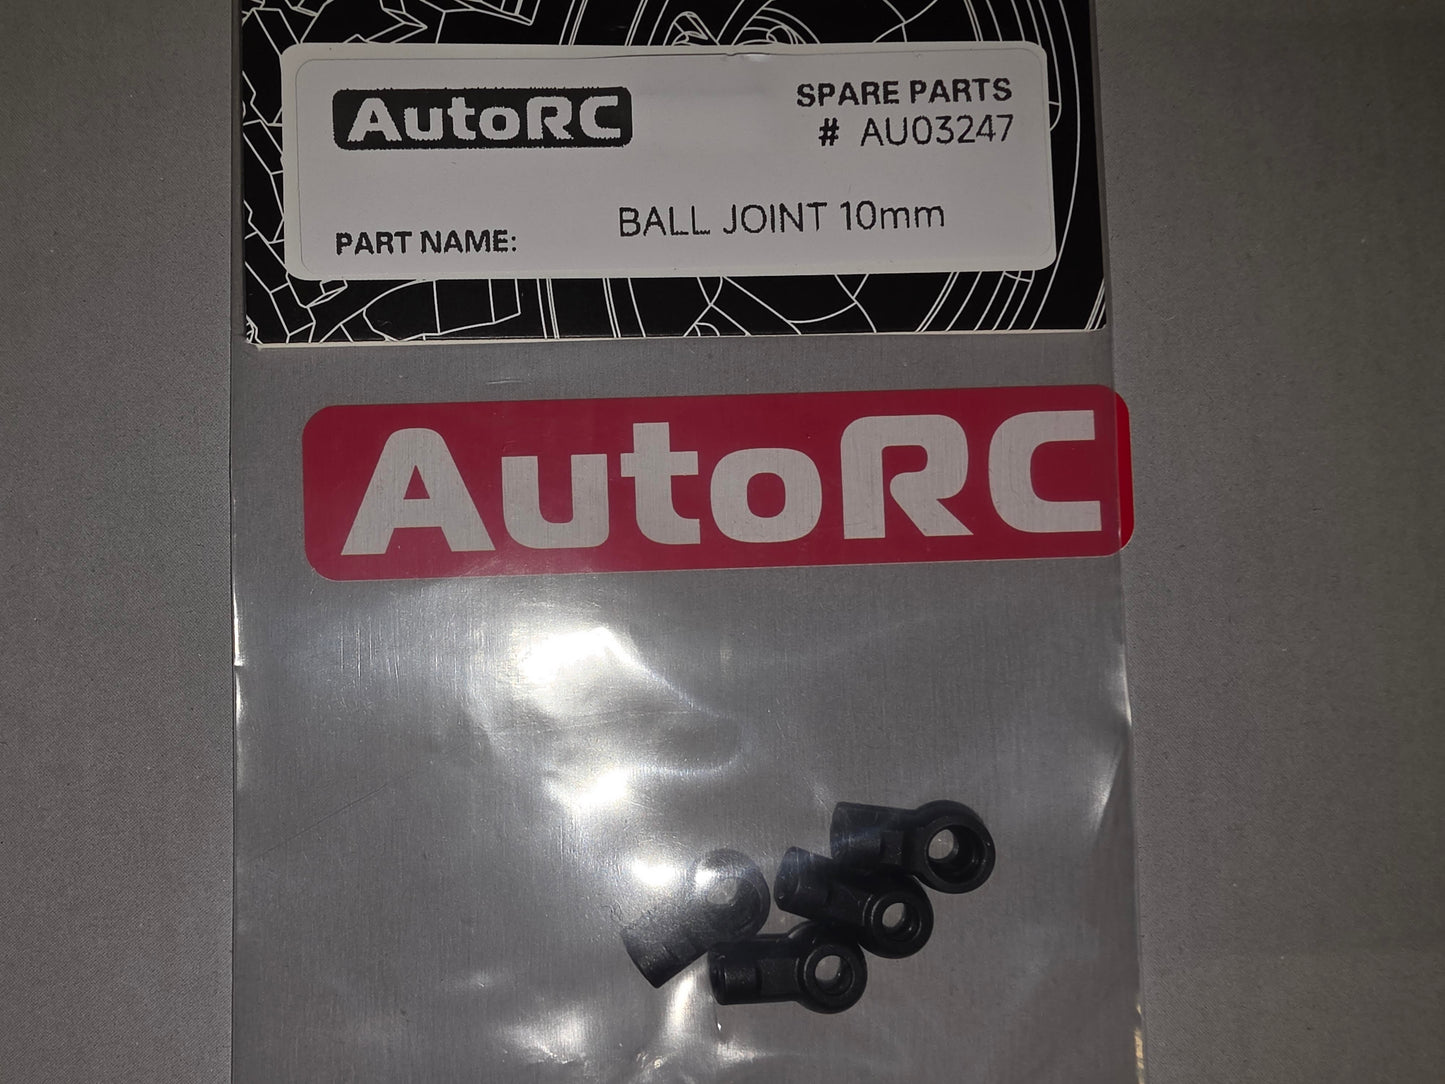 AutoRC
SPARE PARTS
# AU03247
PART NAME: BALL JOINT 10mm
AutoRC